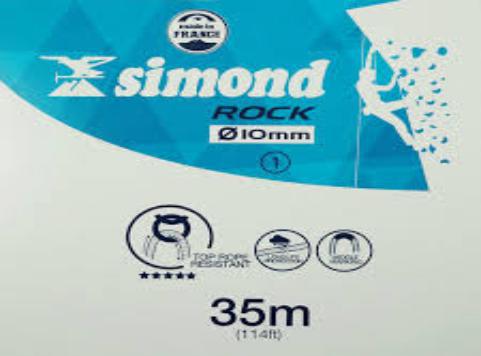 made in
FRANCE
simond
ROCK
Ø10mm
1
TOP ROPE
RESISTANT
35m
(114ft)